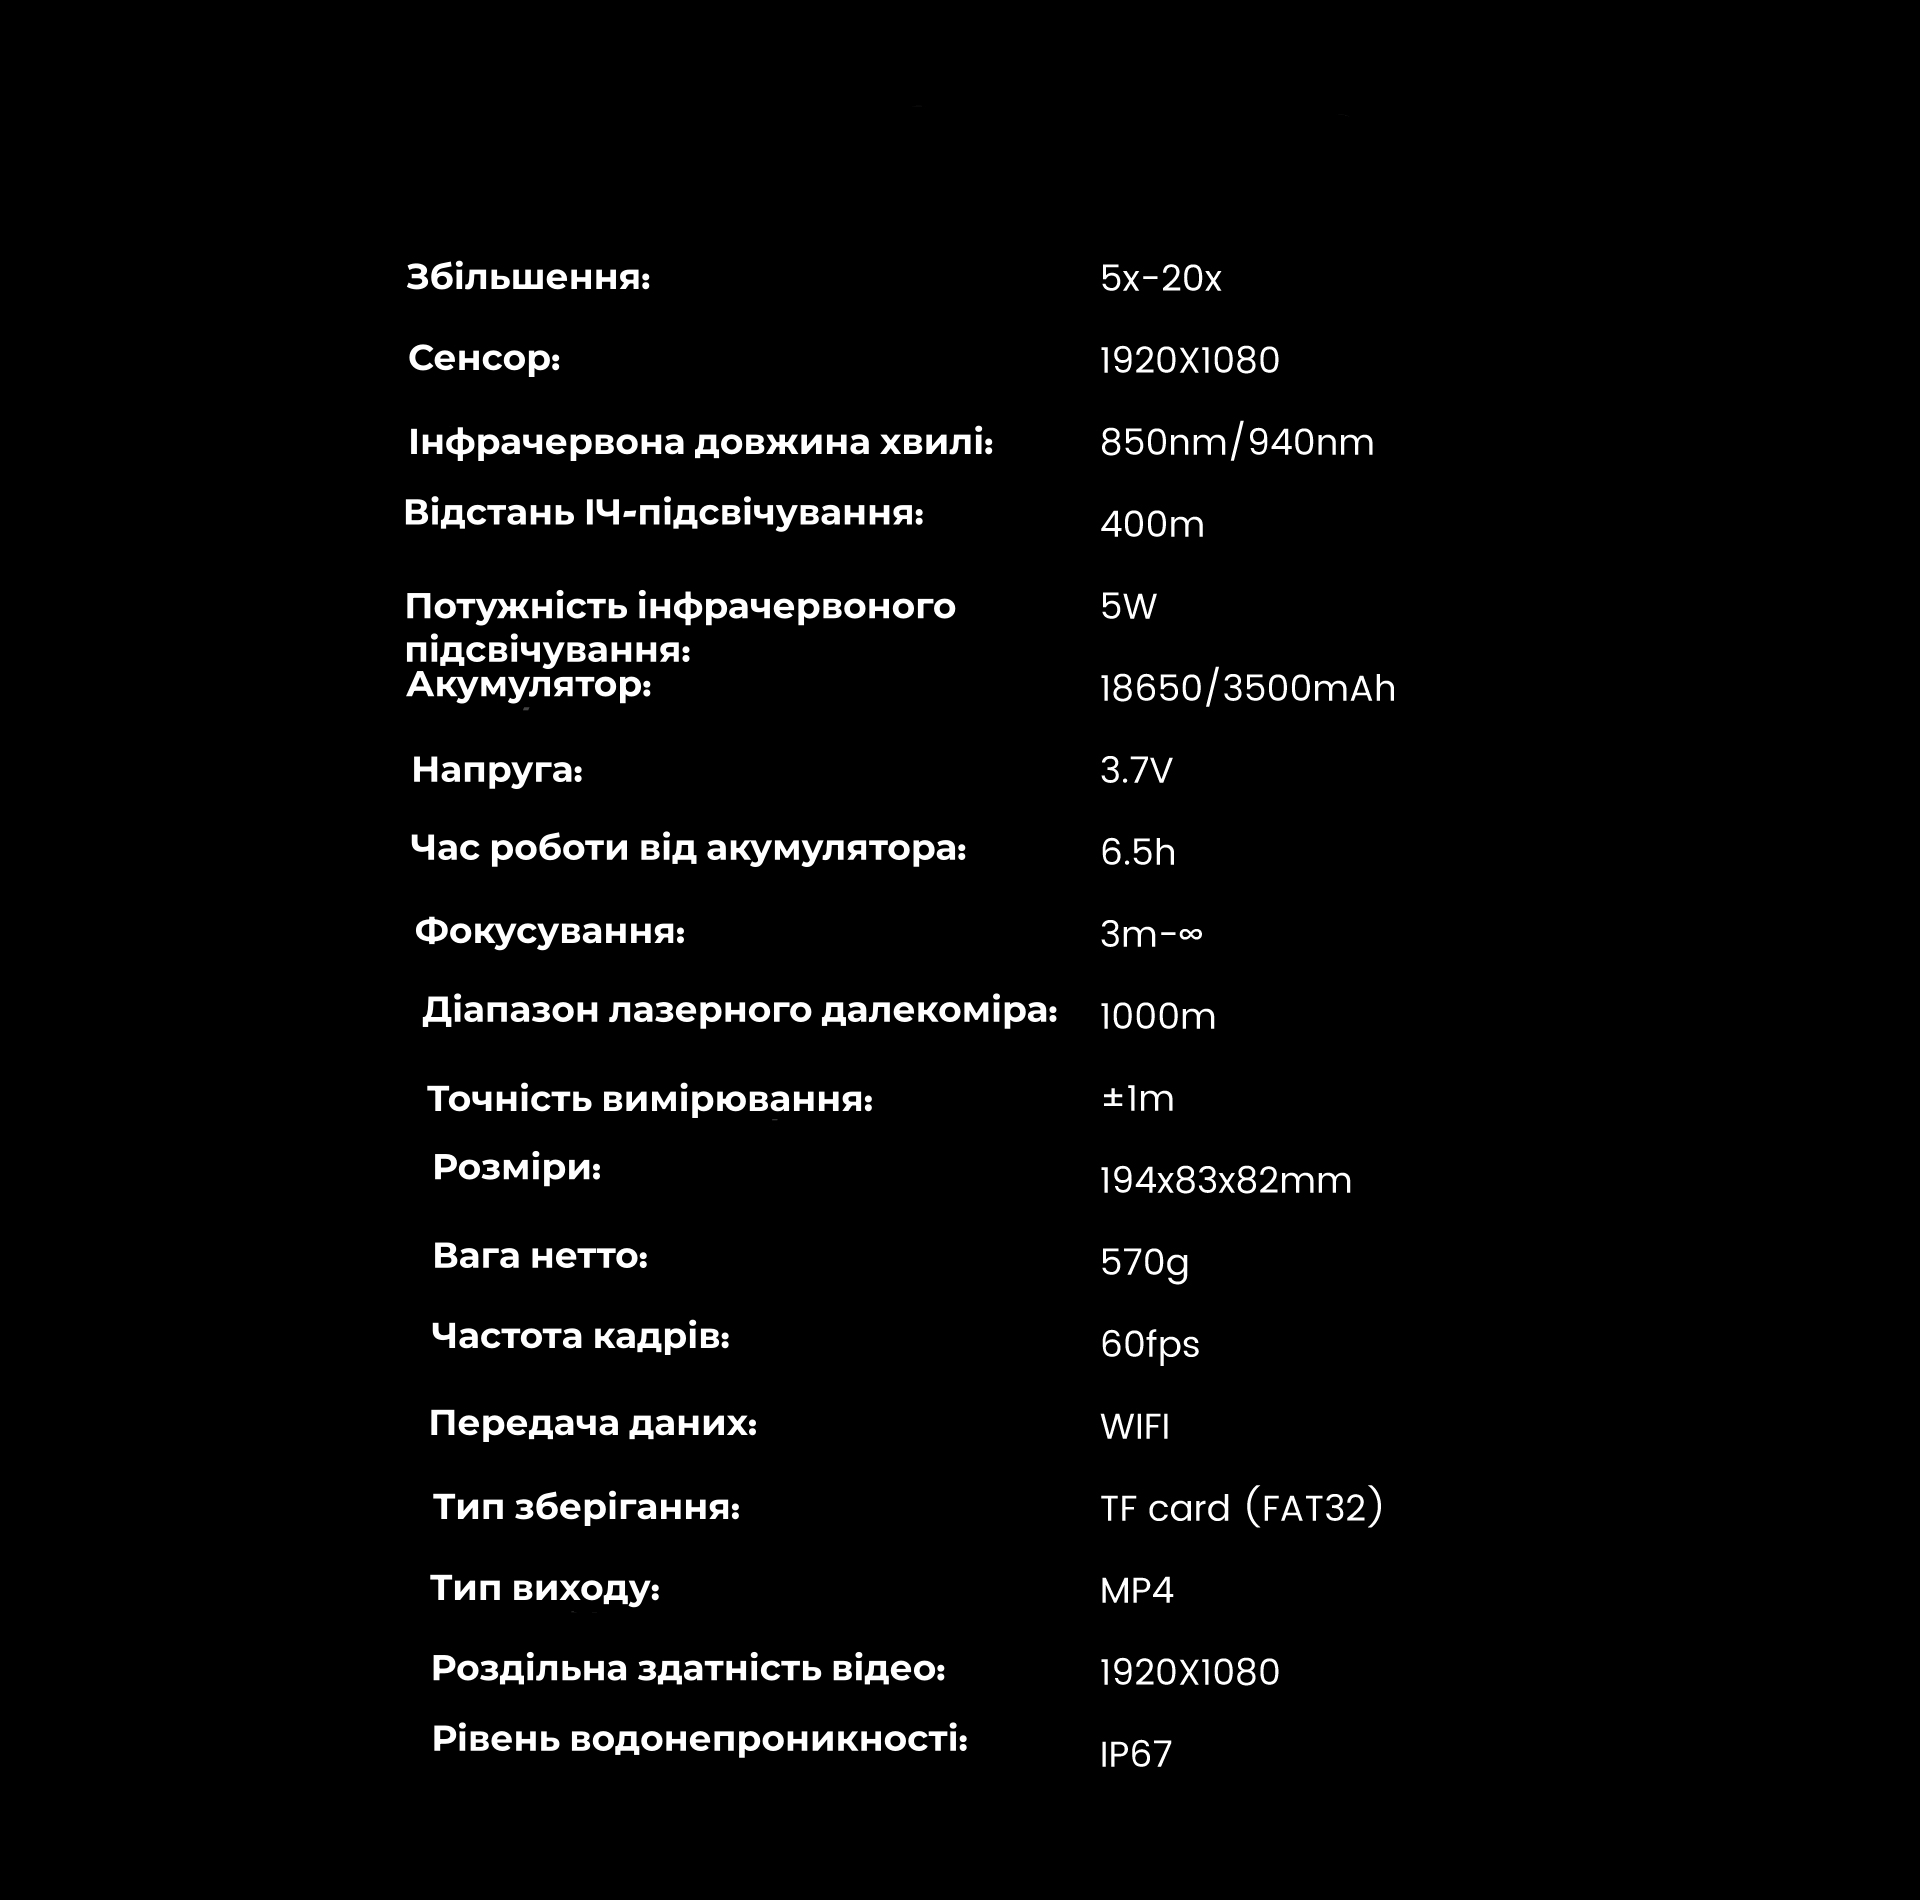 Збільшення: 5x-20x
Сенсор: 1920X1080
Інфрачервона довжина хвилі: 850nm/940nm
Відстань ІЧ-підсвічування: 400m
Потужність інфрачервоного 5W
підсвічування:
Акумулятор: 18650/3500mAh
Напруга: 3.7V
Час роботи від акумулятора: 6.5h
Фокусування: 3m-∞
Діапазон лазерного далекоміра: 1000m
Точність вимірювання: ±1m
Розміри: 194x83x82mm
Вага нетто: 570g
Частота кадрів: 60fps
Передача даних: WIFI
Тип зберігання: TF card (FAT32)
Тип виходу: MP4
Роздільна здатність відео: 1920X1080
Рівень водонепроникності: IP67